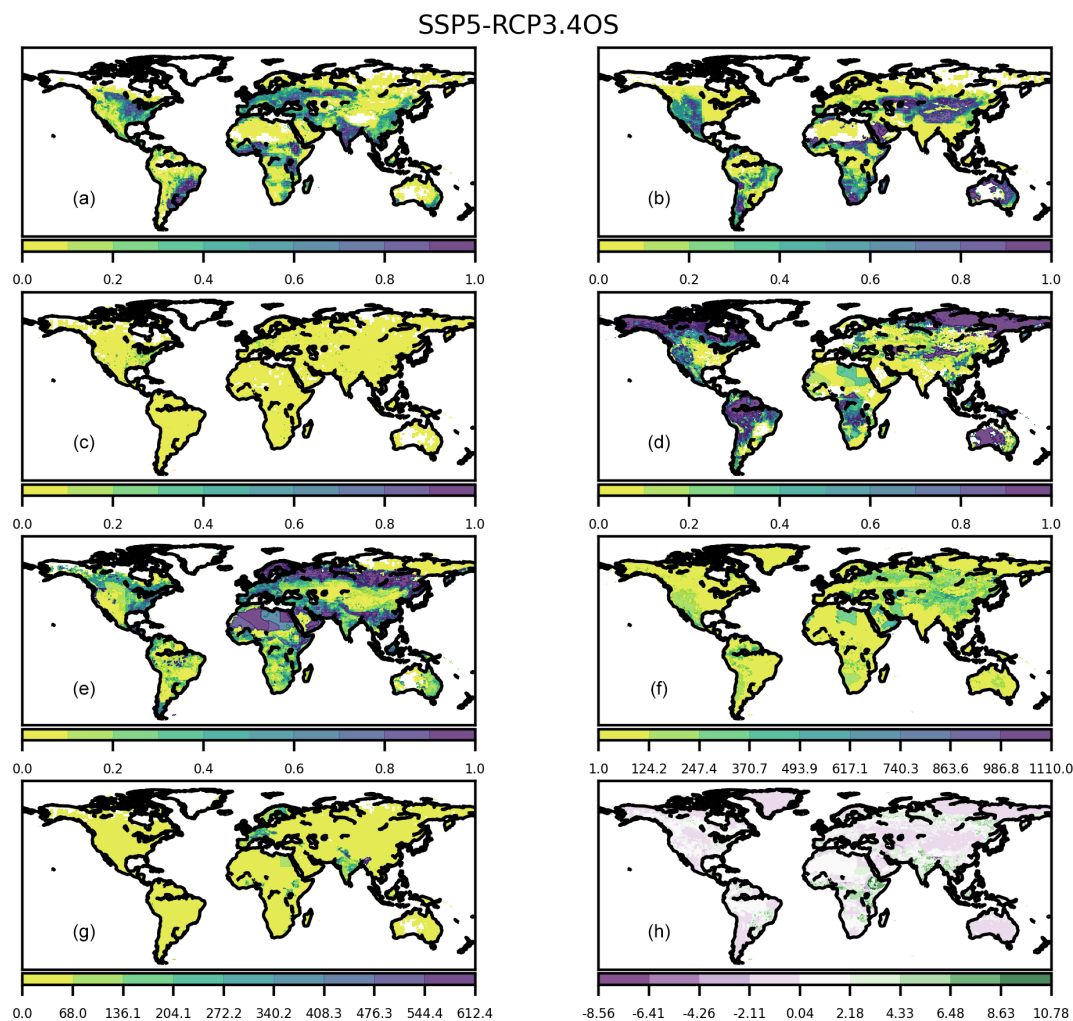 SSP5-RCP3.4OS
(a) (b)
0.0 0.2 0.4 0.6 0.8 1.0 0.0 0.2 0.4 0.6 0.8 1.0
(c) (d)
0.0 0.2 0.4 0.6 0.8 1.0 0.0 0.2 0.4 0.6 0.8 1.0
(e) (f)
0.0 0.2 0.4 0.6 0.8 1.0 1.0 124.2 247.4 370.7 493.9 617.1 740.3 863.6 986.8 1110.0
(g) (h)
0.0 68.0 136.1 204.1 272.2 340.2 408.3 476.3 544.4 612.4 -8.56 -6.41 -4.26 -2.11 0.04 2.18 4.33 6.48 8.63 10.78